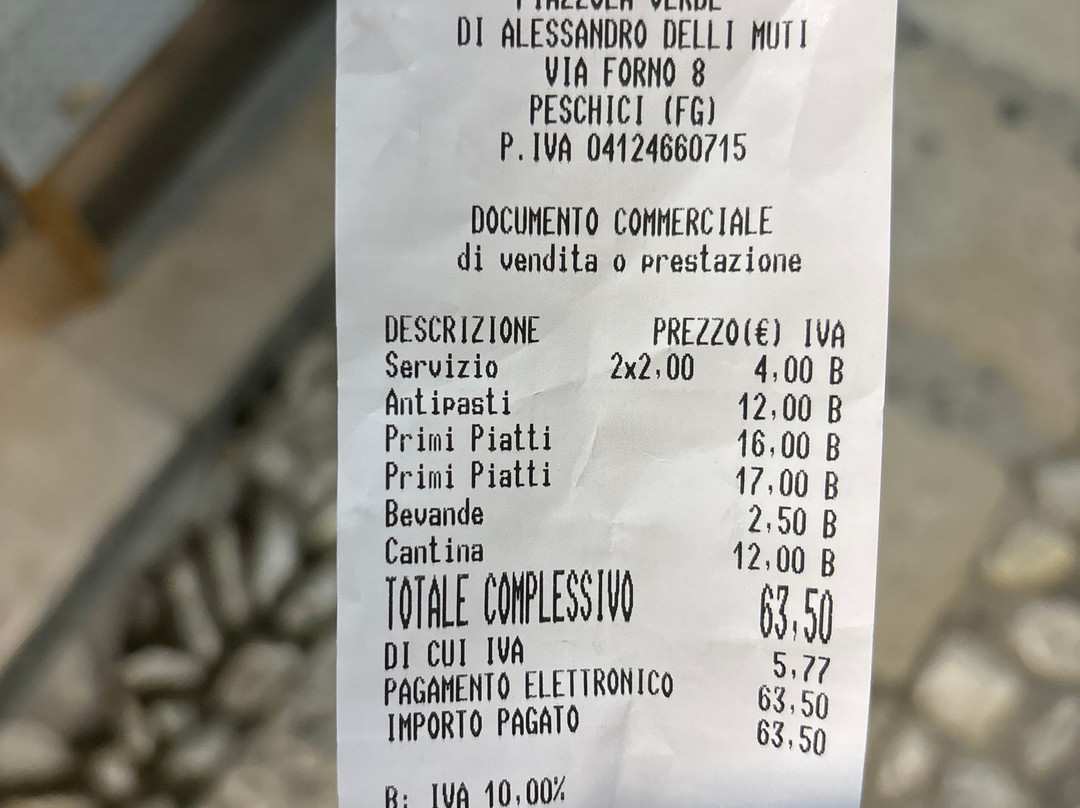 PIAZZOLA VERDE
DI ALESSANDRO DELLI MUTI
VIA FORNO 8
PESCHICI (FG)
P.IVA 04124660715
DOCUMENTO COMMERCIALE
di vendita o prestazione
DESCRIZIONE PREZZO(€) IVA
Servizio 2x2,00 4,00 B
Antipasti 12,00 B
Primi Piatti 16,00 B
Primi Piatti 17,00 B
Bevande 2,50 B
Cantina 12,00 B
TOTALE COMPLESSIVO 63,50
DI CUI IVA 5,77
PAGAMENTO ELETTRONICO 63,50
IMPORTO PAGATO 63,50
B: IVA 10,00%